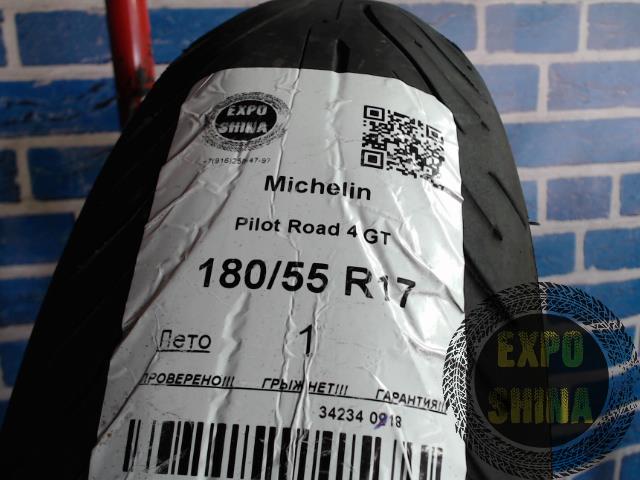 EXPO
SHINA
Michelin
Pilot Road 4 GT
180/55 R17
Лето
1
ПРОВЕРЕНО!!! ГРЫЖ НЕТ!!! ГАРАНТИЯ!!!
34234 0918
EXPO
SHINA